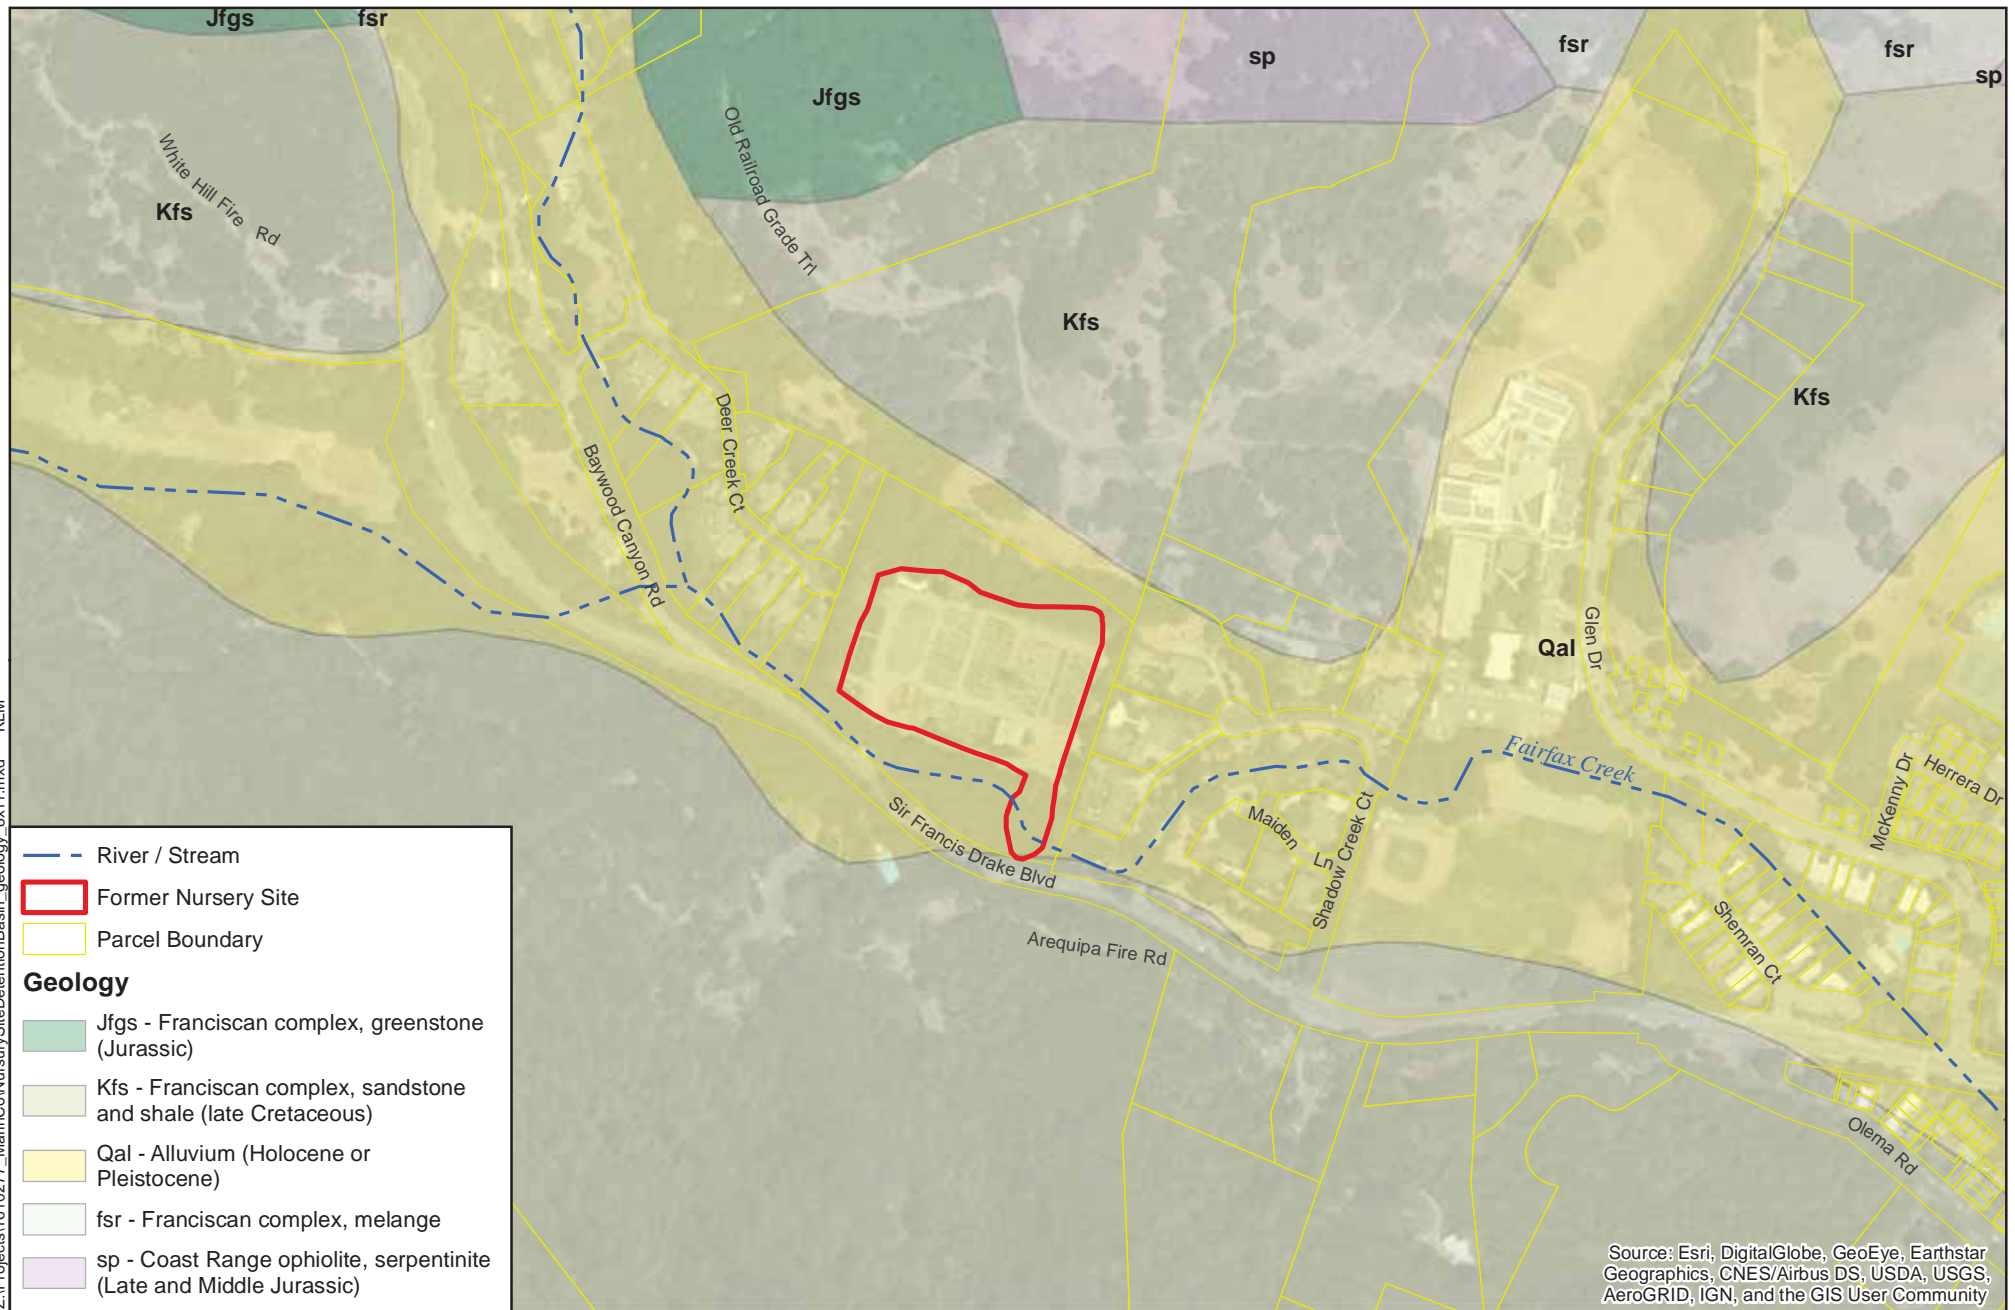 Jfgs
fsr
sp
fsr
fsr
sp
Jfgs
Old Railroad Grade Trl
White Hill Fire Rd
Kfs
Kfs
Kfs
Deer Creek Ct
Baywood Canyon Rd
Glen Dr
Qal
Fairfax Creek
McKenny Dr
Herrera Dr
Sir Francis Drake Blvd
Maiden Ln
Shadow Creek Ct
Arequipa Fire Rd
Shemran Ct
Olema Rd
River / Stream
Former Nursery Site
Parcel Boundary
Geology
Jfgs - Franciscan complex, greenstone
(Jurassic)
Kfs - Franciscan complex, sandstone
and shale (late Cretaceous)
Qal - Alluvium (Holocene or
Pleistocene)
fsr - Franciscan complex, melange
sp - Coast Range ophiolite, serpentinite
(Late and Middle Jurassic)
Source: Esri, DigitalGlobe, GeoEye, Earthstar
Geographics, CNES/Airbus DS, USDA, USGS,
AeroGRID, IGN, and the GIS User Community